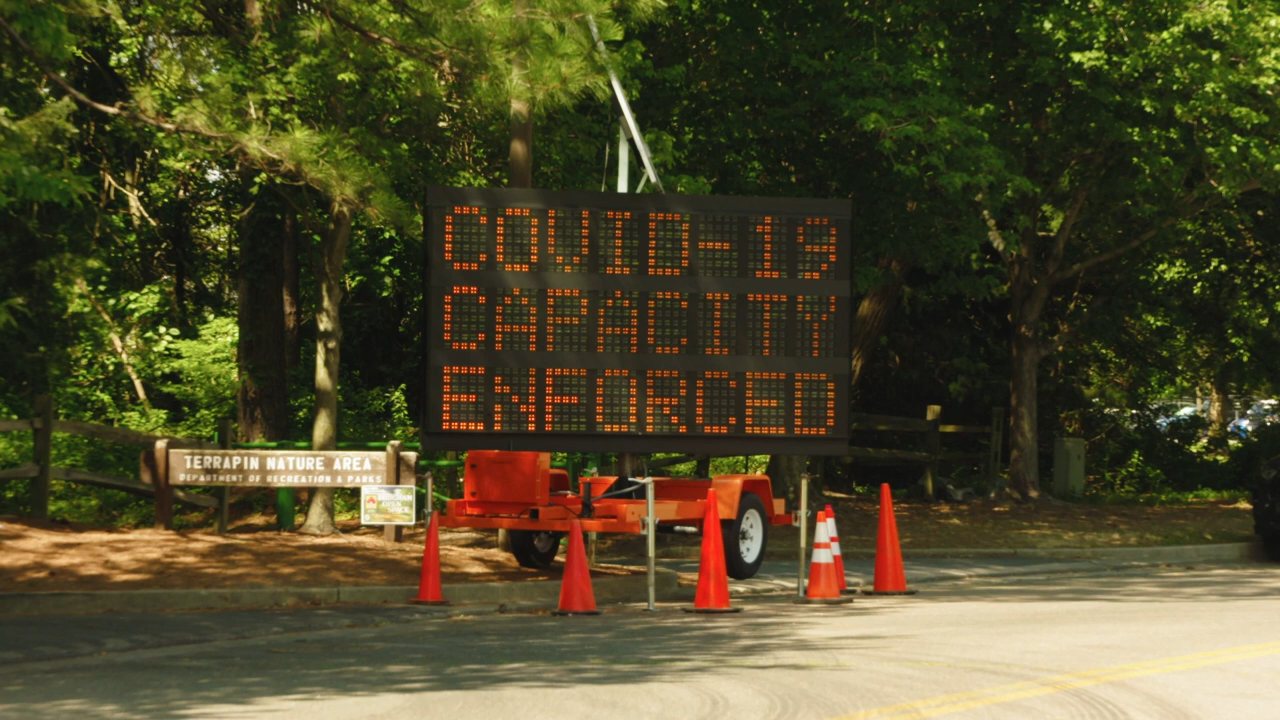 COVID-19
CAPACITY
ENFORCED
TERRAPIN NATURE AREA
DEPARTMENT OF RECREATION & PARKS